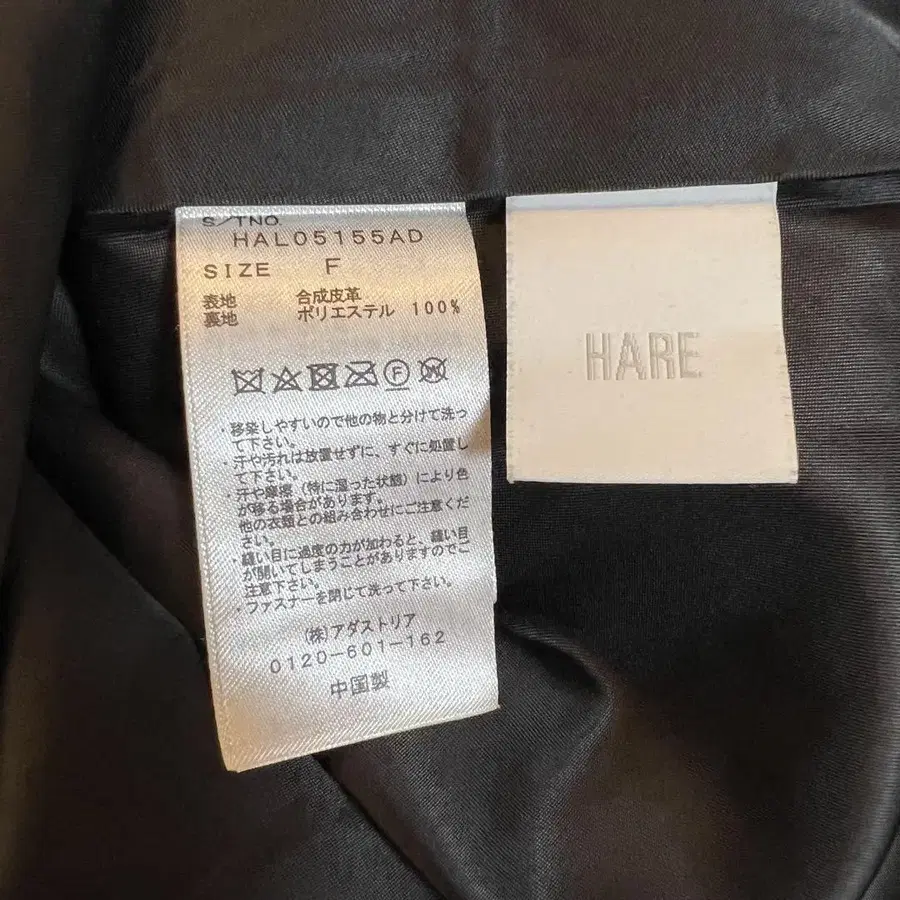 S/TNO.
HAL05155AD
SIZE F
表地 合成皮革
裏地 ポリエステル 100%
F W
・移染しやすいので他の物と分けて洗っ
て下さい。
・汗や汚れは放置せずに、すぐに処置し
て下さい。
・汗や摩擦（特に湿った状態）により色
が移る場合があります。
他の衣類との組み合わせにご注意くだ
さい。
・縫い目に過度の力が加わると、縫い目
が開いてしまうことがありますのでご
注意下さい。
・ファスナーを閉じて洗って下さい。
(株)アダストリア
0120-601-162
中国製
HARE